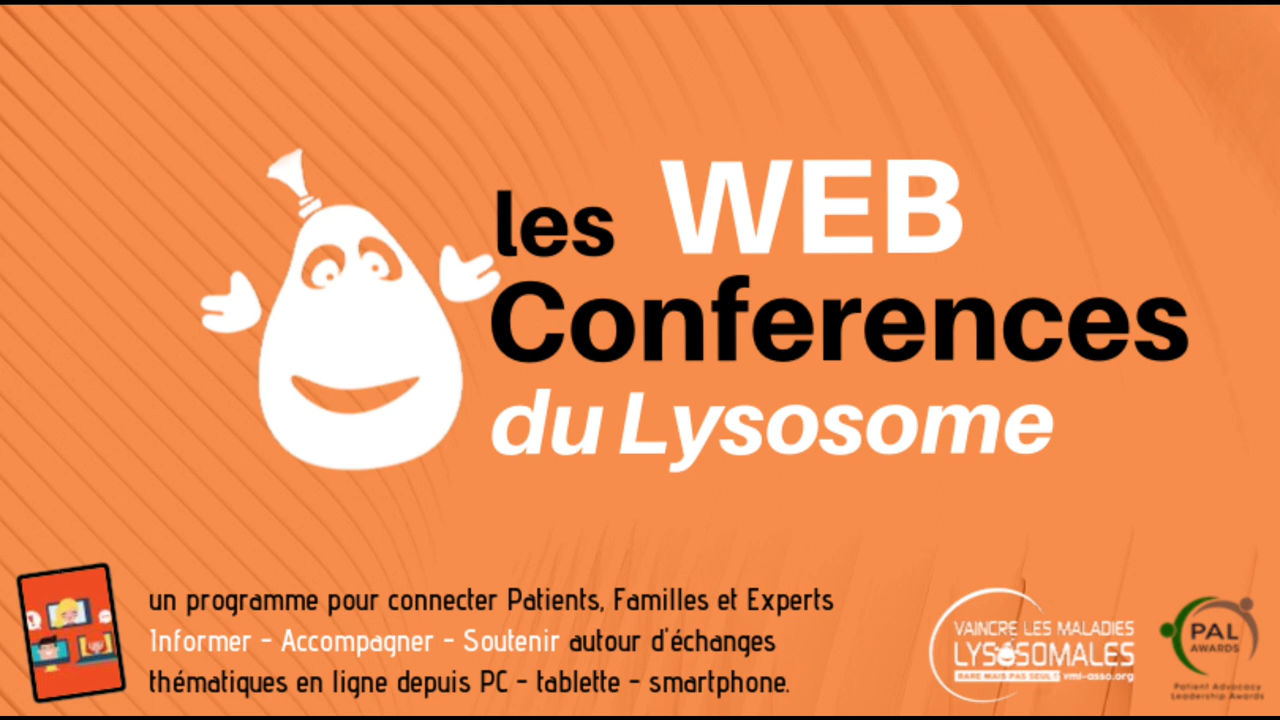 les WEB
Conferences
du Lysosome
un programme pour connecter Patients, Familles et Experts
Informer - Accompagner - Soutenir autour d'échanges
thématiques en ligne depuis PC - tablette - smartphone.
VAINCRE LES MALADIES
LYSOSOMALES
RARE MAIS PAS SEUL ! vml-asso.org
PAL
AWARDS
Patient Advocacy
Leadership Awards